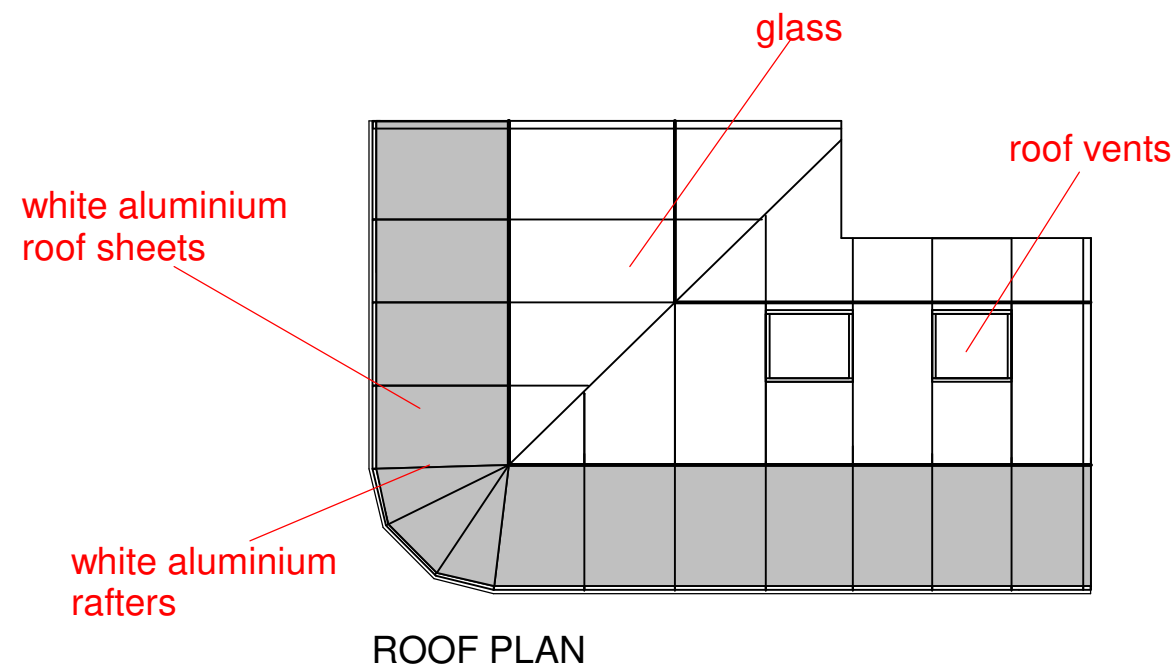 glass
roof vents
white aluminium
roof sheets
white aluminium
rafters
ROOF PLAN